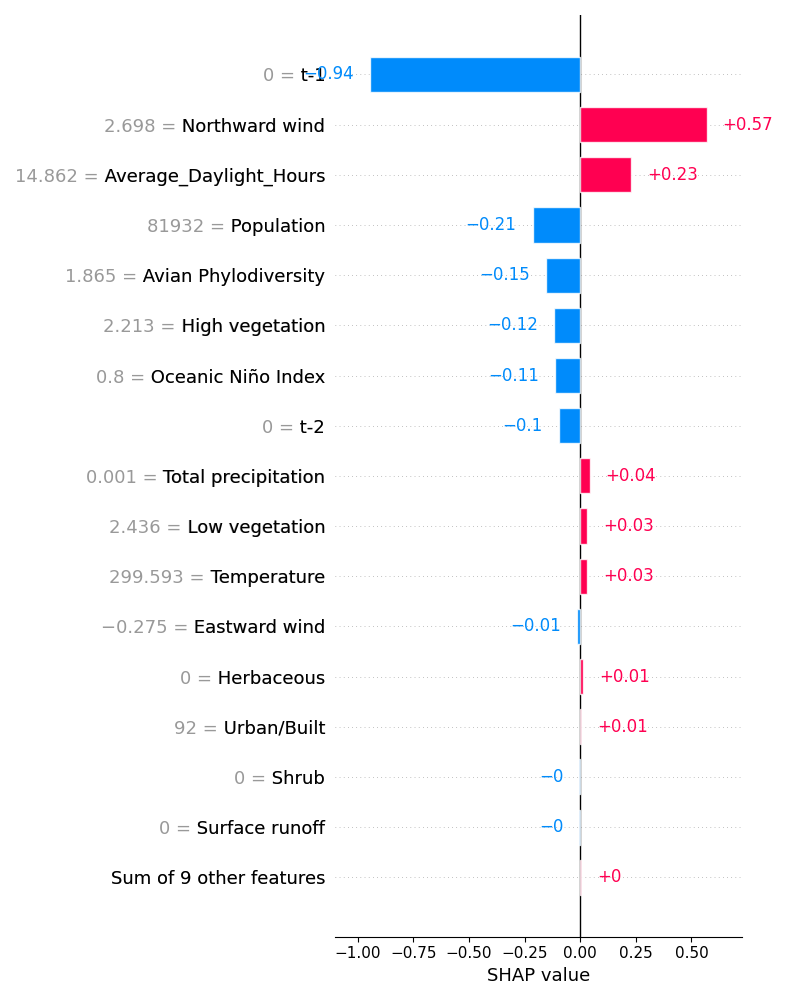 0 = t-1 −0.94
2.698 = Northward wind +0.57
14.862 = Average_Daylight_Hours +0.23
81932 = Population −0.21
1.865 = Avian Phylodiversity −0.15
2.213 = High vegetation −0.12
0.8 = Oceanic Niño Index −0.11
0 = t-2 −0.1
0.001 = Total precipitation +0.04
2.436 = Low vegetation +0.03
299.593 = Temperature +0.03
−0.275 = Eastward wind −0.01
0 = Herbaceous +0.01
92 = Urban/Built +0.01
0 = Shrub −0
0 = Surface runoff −0
Sum of 9 other features +0
−1.00 −0.75 −0.50 −0.25 0.00 0.25 0.50
SHAP value